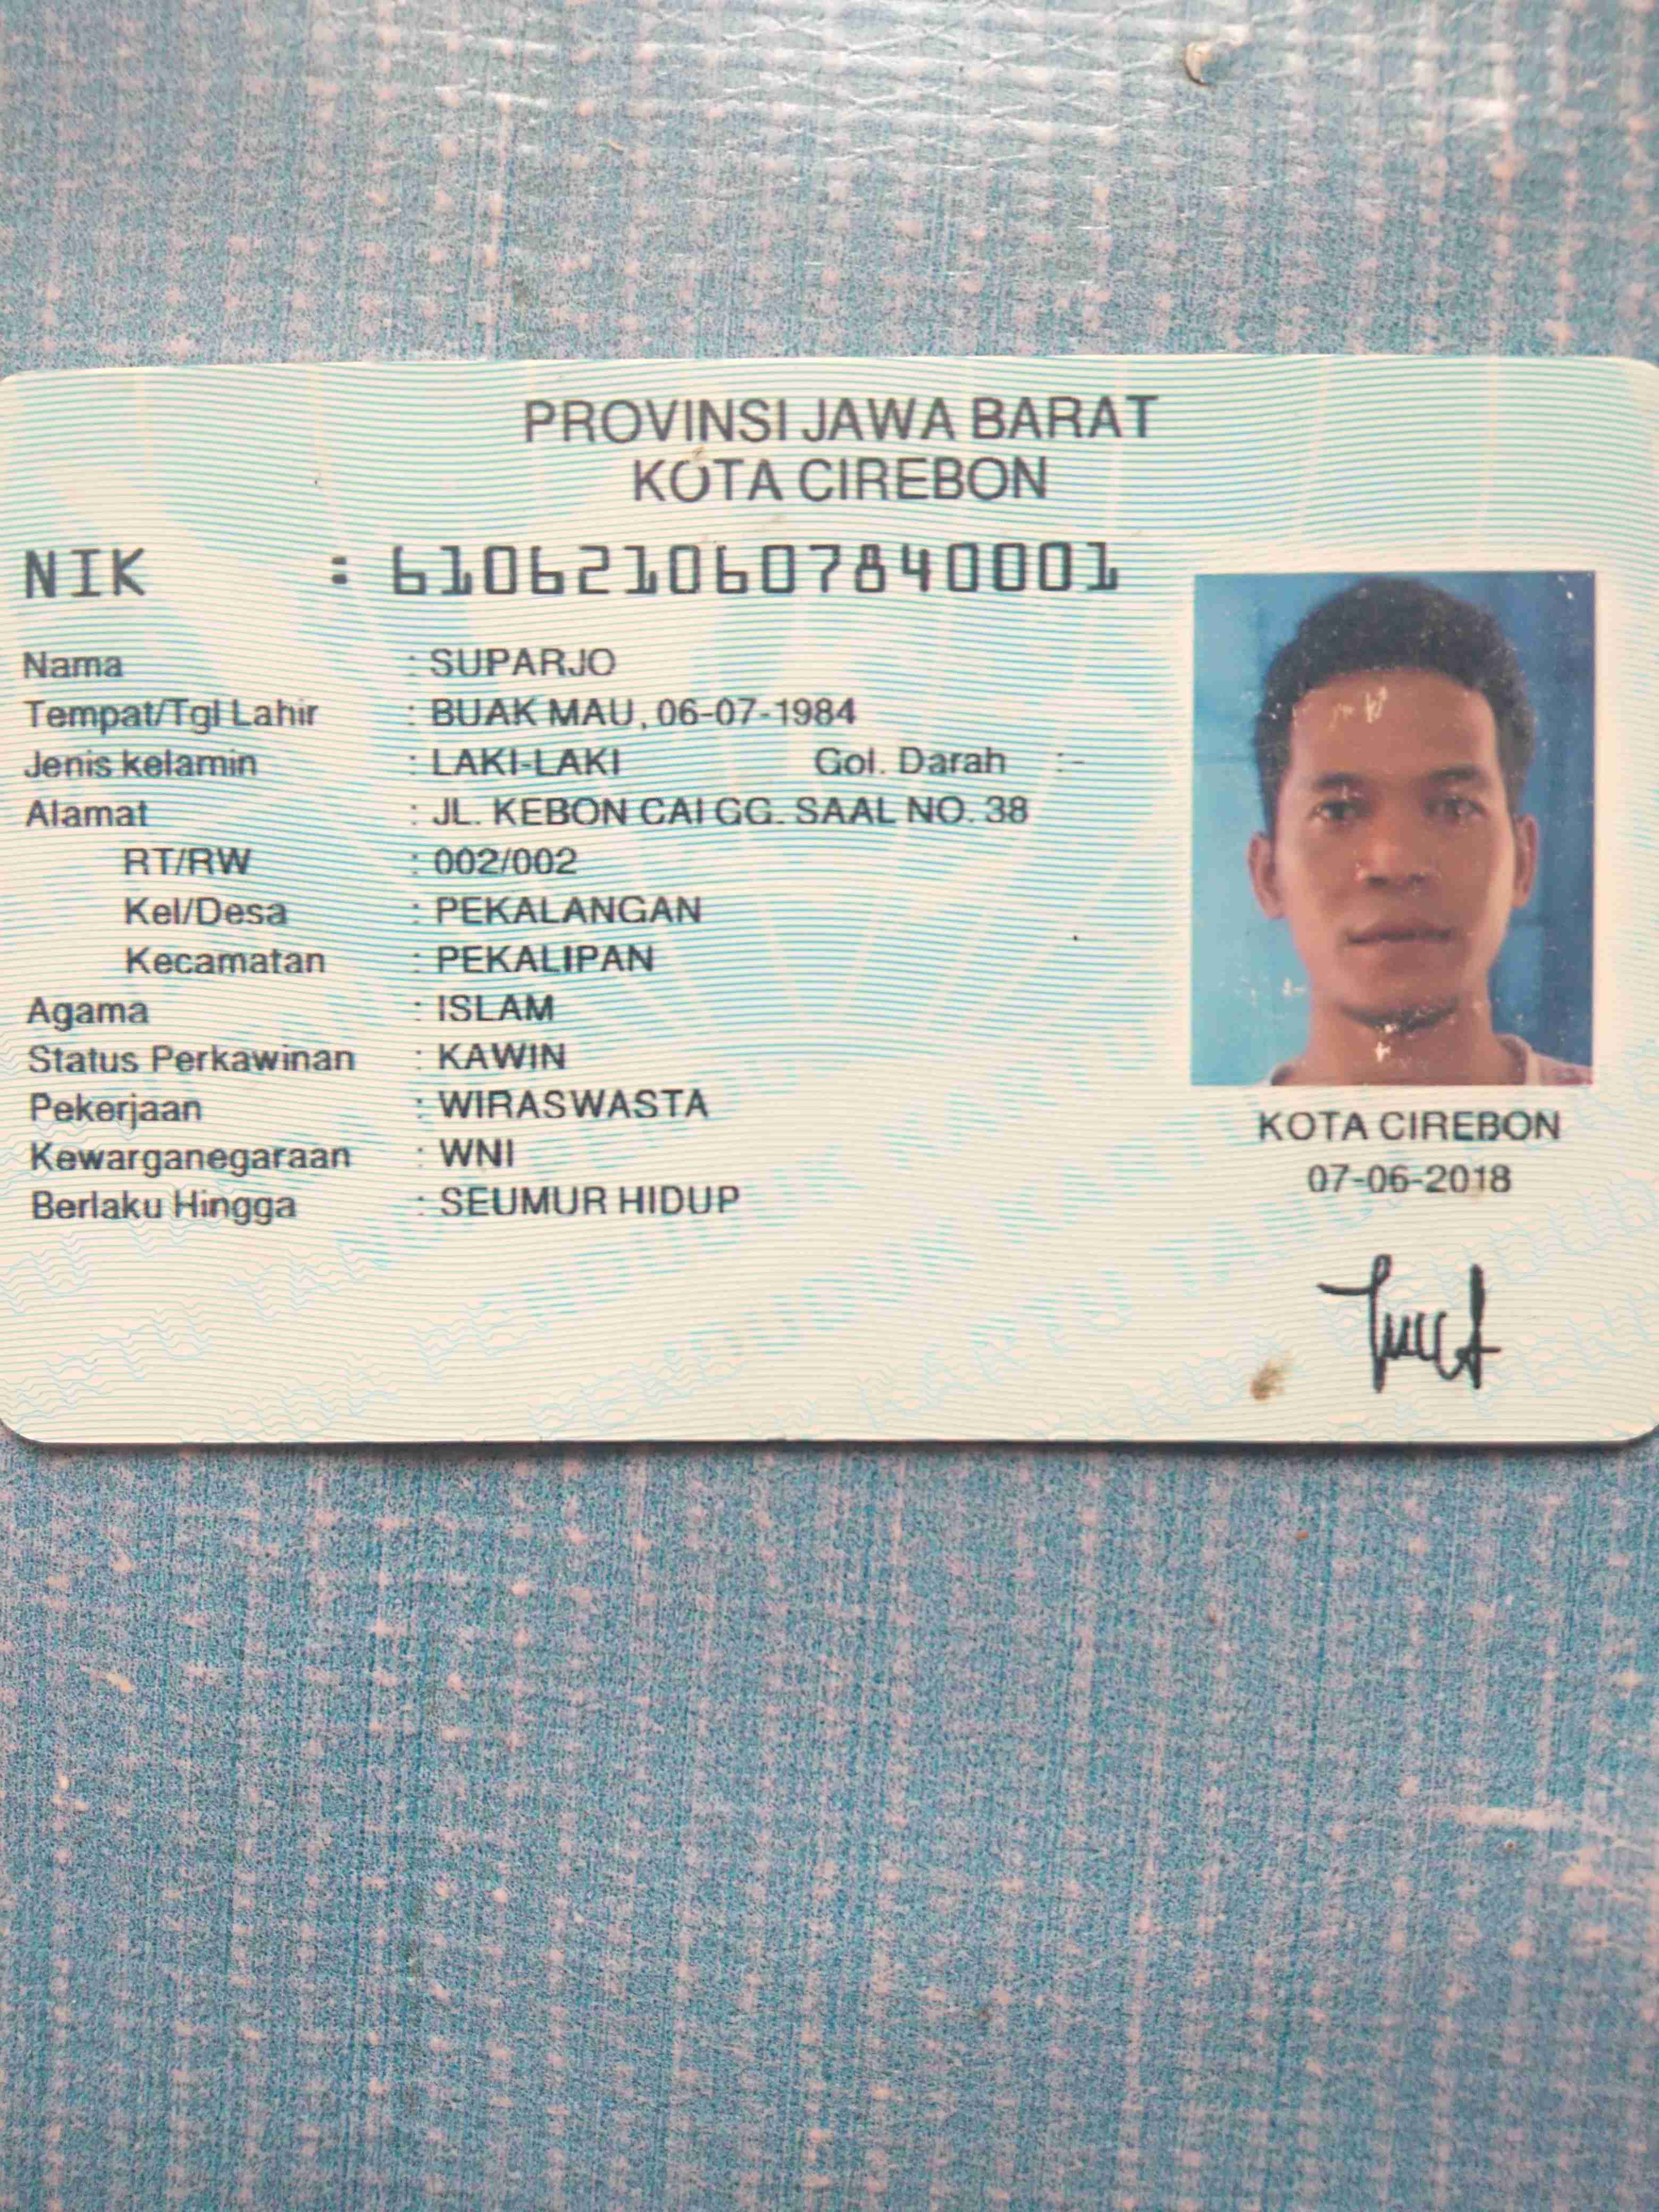 PROVINSI JAWA BARAT
KOTA CIREBON
NIK : 6106210607840001
Nama : SUPARJO
Tempat/Tgl Lahir : BUAK MAU, 06-07-1984
Jenis kelamin : LAKI-LAKI Gol. Darah :-
Alamat : JL. KEBON CAI GG. SAAL NO. 38
RT/RW : 002/002
Kel/Desa : PEKALANGAN
Kecamatan : PEKALIPAN
Agama : ISLAM
Status Perkawinan : KAWIN
Pekerjaan : WIRASWASTA
Kewarganegaraan : WNI
Berlaku Hingga : SEUMUR HIDUP
KOTA CIREBON
07-06-2018